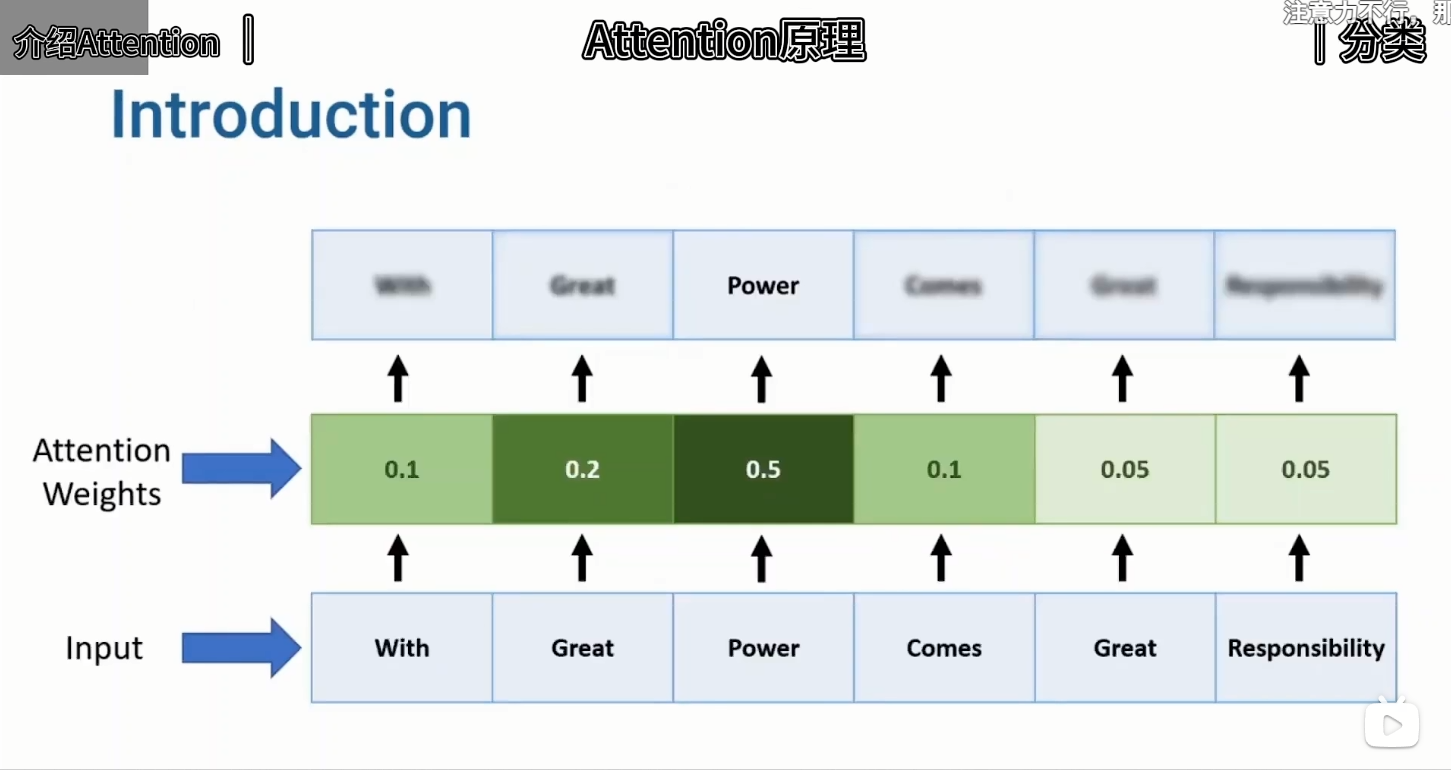 注意力不行，那
介绍Attention | Attention原理 | 分类
Introduction
With Great Power Comes Great Responsibility
Attention
Weights
0.1 0.2 0.5 0.1 0.05 0.05
Input
With Great Power Comes Great Responsibility